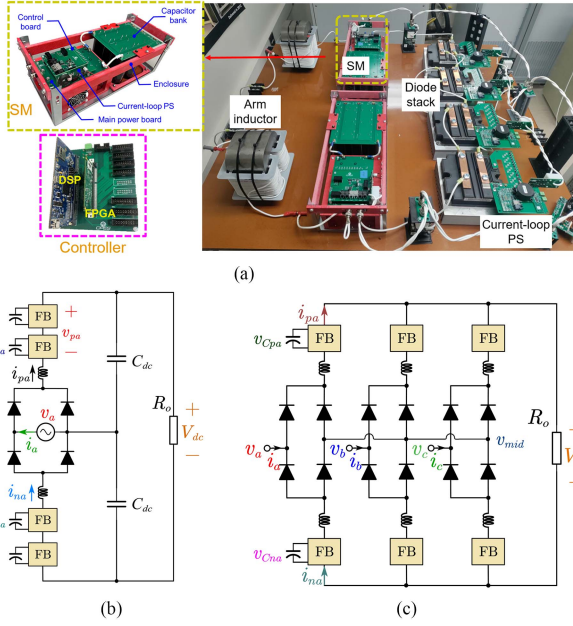 Control
board
Capacitor
bank
Enclosure
Current-loop PS
Main power board
SM
SM
Arm
inductor
Diode
stack
Current-loop
PS
DSP
FPGA
Controller
(a)
FB
+
v_pa
FB
−
a
i_pa
C_dc
v_a
i_a
R_o
+
V_dc
−
i_na
C_dc
FB
a
FB
(b)
i_pa
v_Cpa
FB
FB
FB
R_o
v_a
i_a
v_b
i_b
v_c
i_c
v_mid
V
v_Cna
FB
FB
FB
i_na
(c)